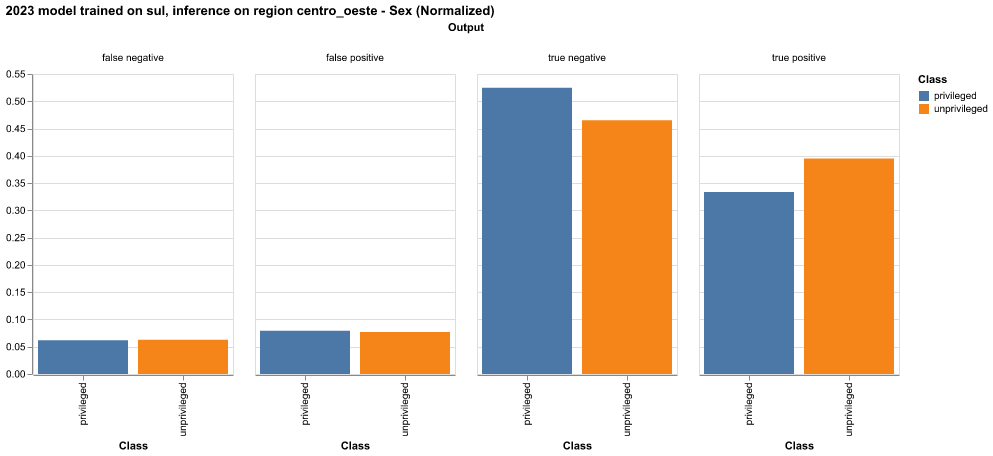 2023 model trained on sul, inference on region centro_oeste - Sex (Normalized)
Output
false negative
false positive
true negative
true positive
0.55
0.50
0.45
0.40
0.35
0.30
0.25
0.20
0.15
0.10
0.05
0.00
privileged
unprivileged
privileged
unprivileged
privileged
unprivileged
privileged
unprivileged
Class
Class
Class
Class
Class
privileged
unprivileged